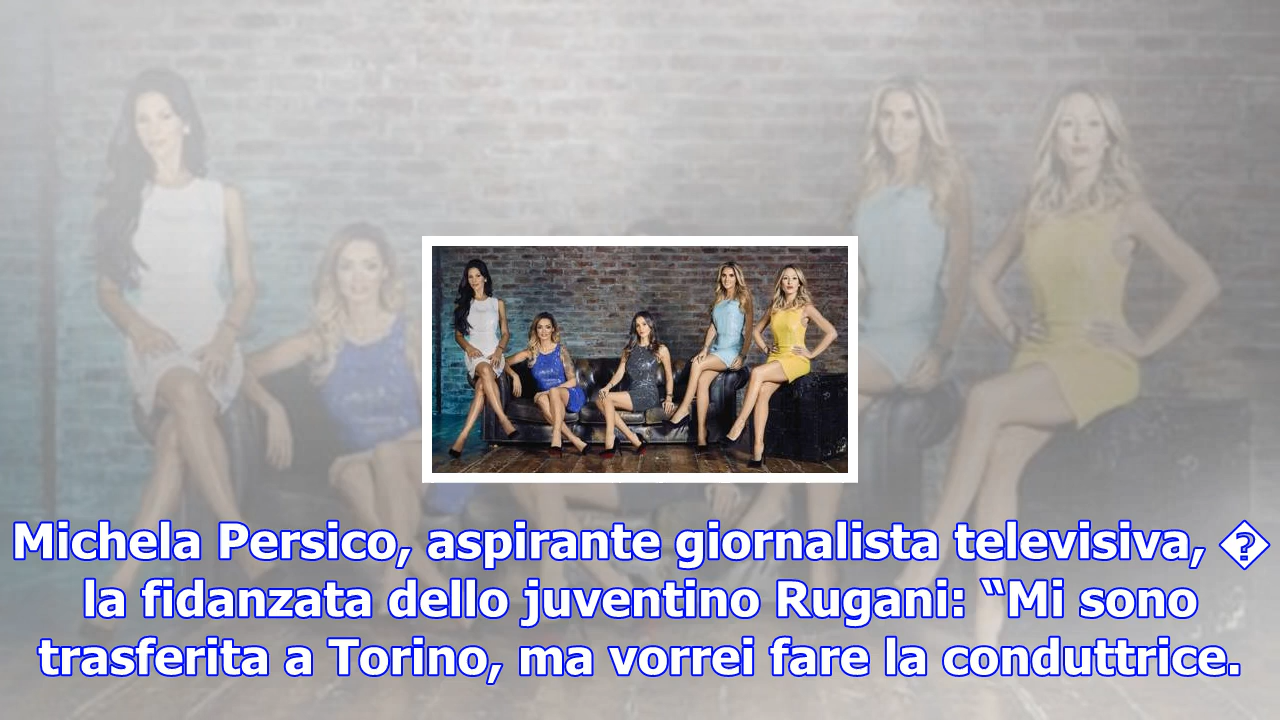 Michela Persico, aspirante giornalista televisiva, �
la fidanzata dello juventino Rugani: “Mi sono
trasferita a Torino, ma vorrei fare la conduttrice.